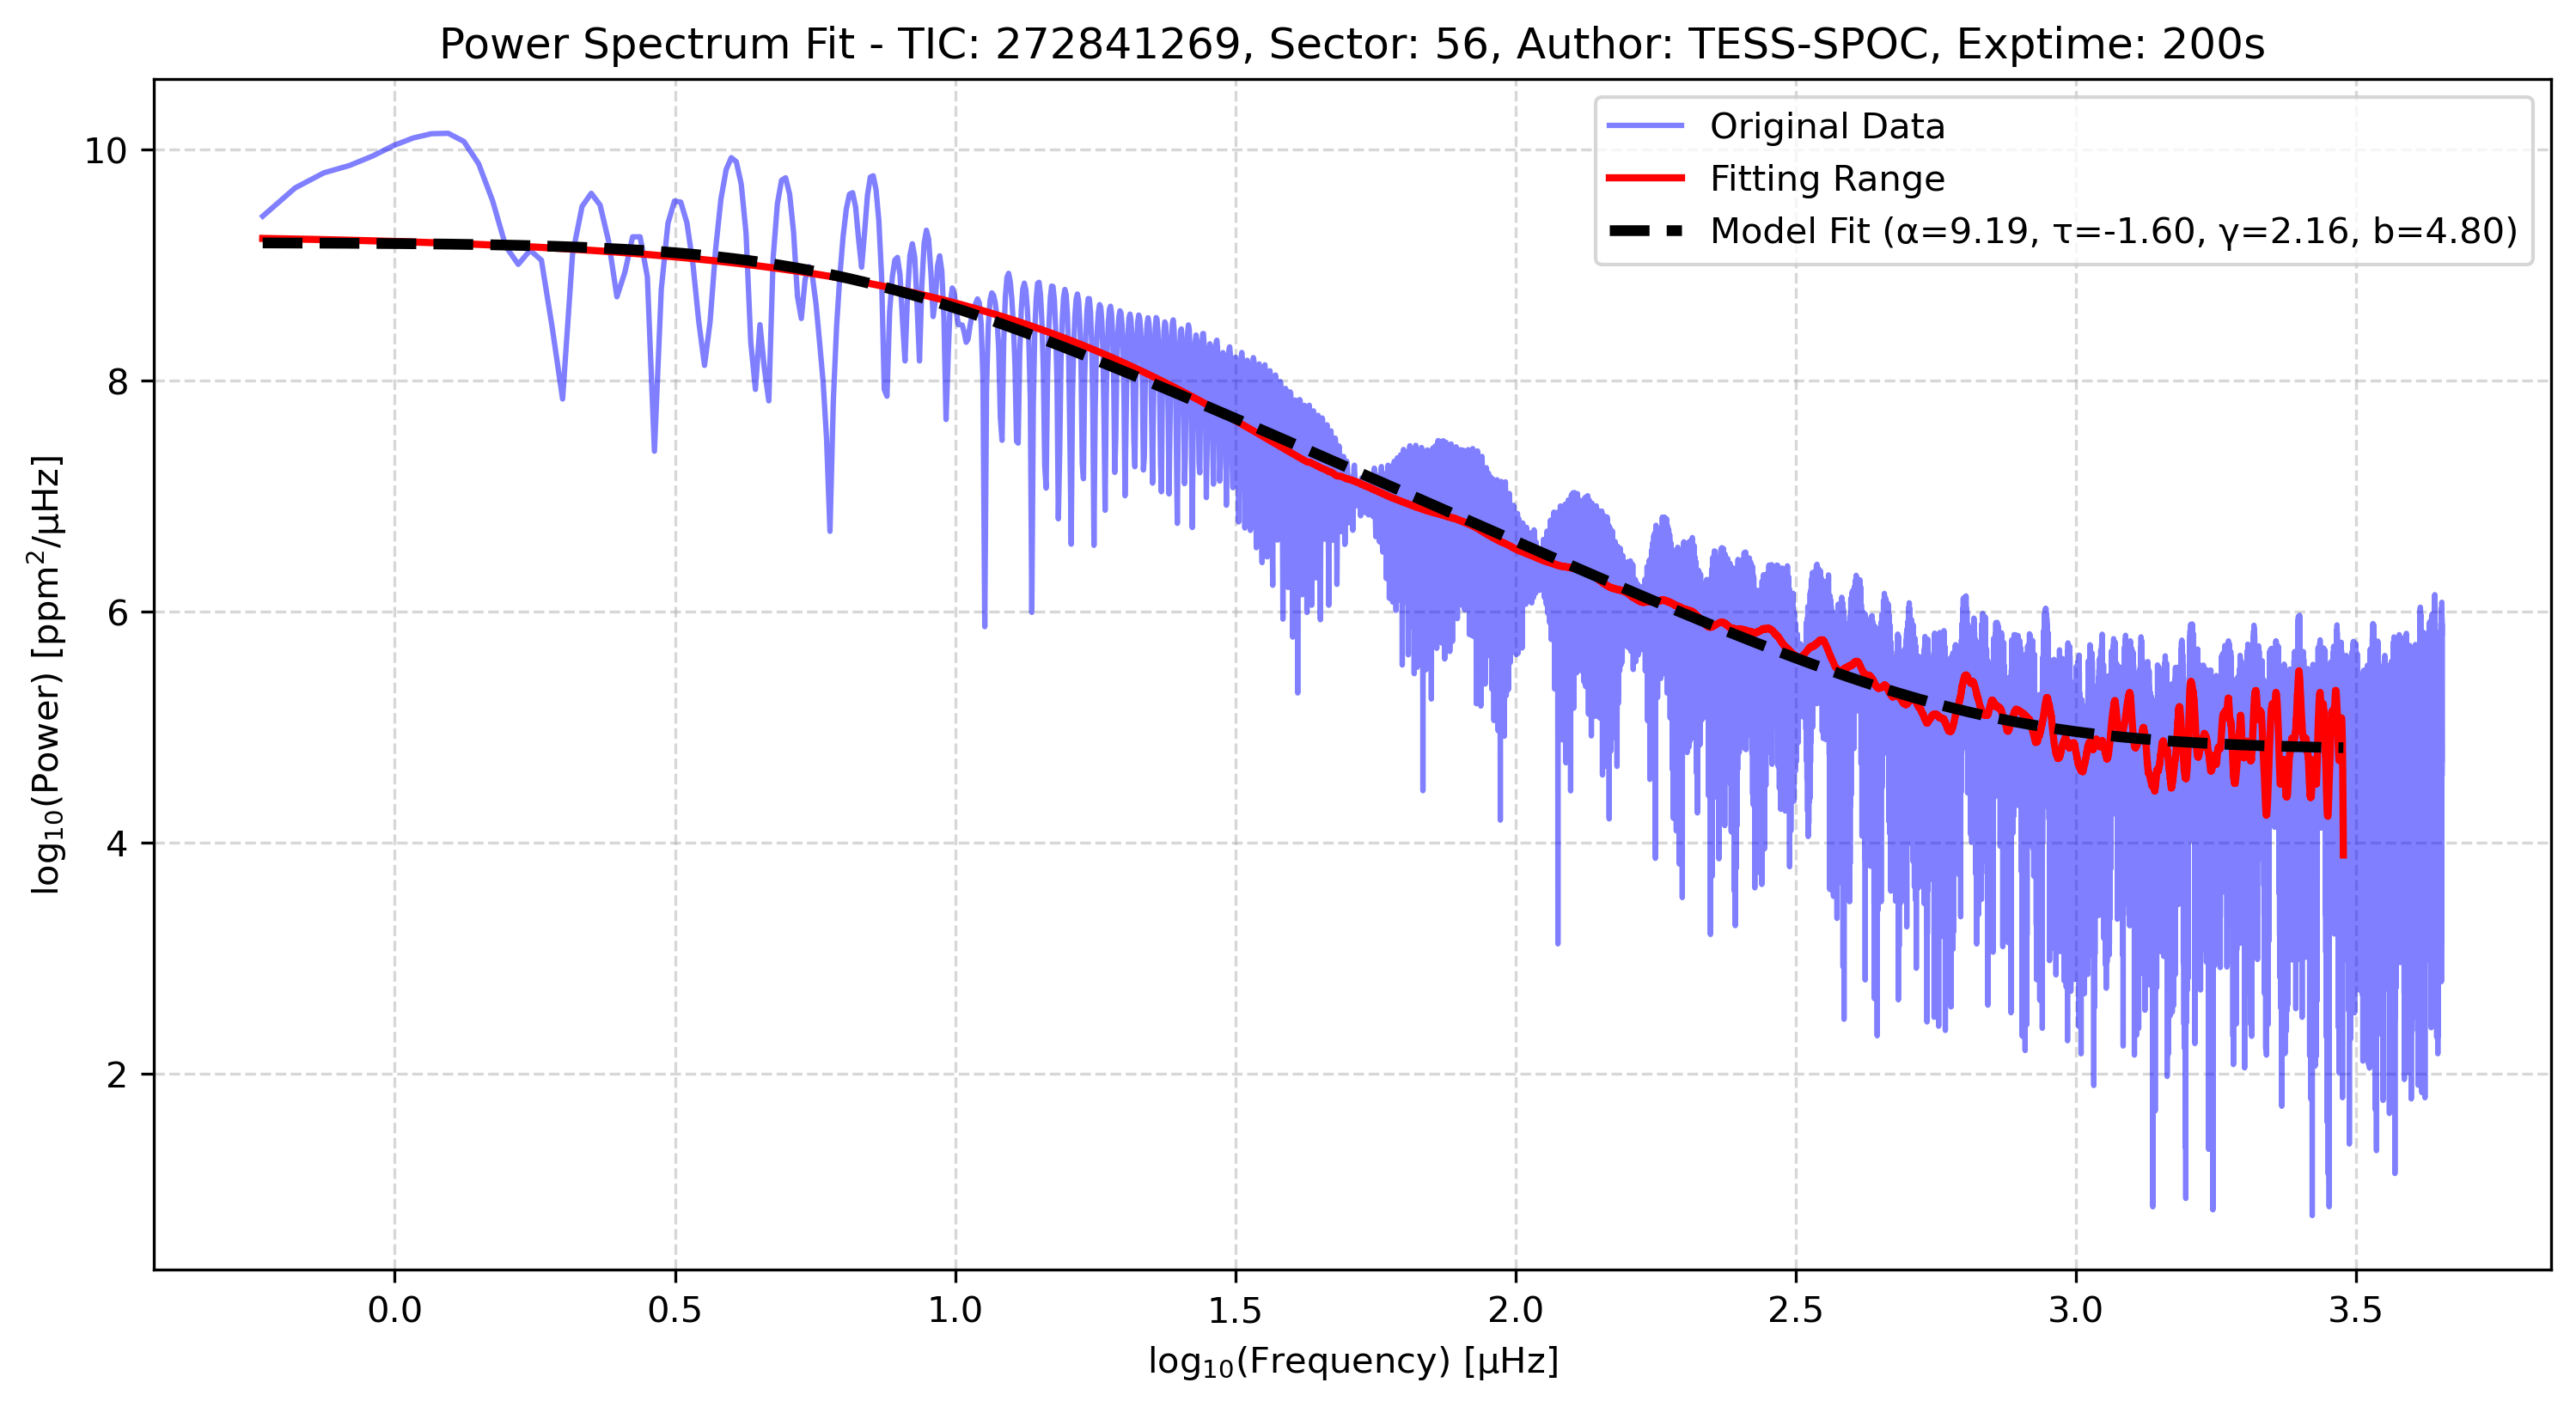 Power Spectrum Fit - TIC: 272841269, Sector: 56, Author: TESS-SPOC, Exptime: 200s
Original Data
Fitting Range
Model Fit (α=9.19, τ=-1.60, γ=2.16, b=4.80)
log₁₀(Power) [ppm²/μHz]
10
8
6
4
2
0.0 0.5 1.0 1.5 2.0 2.5 3.0 3.5
log₁₀(Frequency) [μHz]